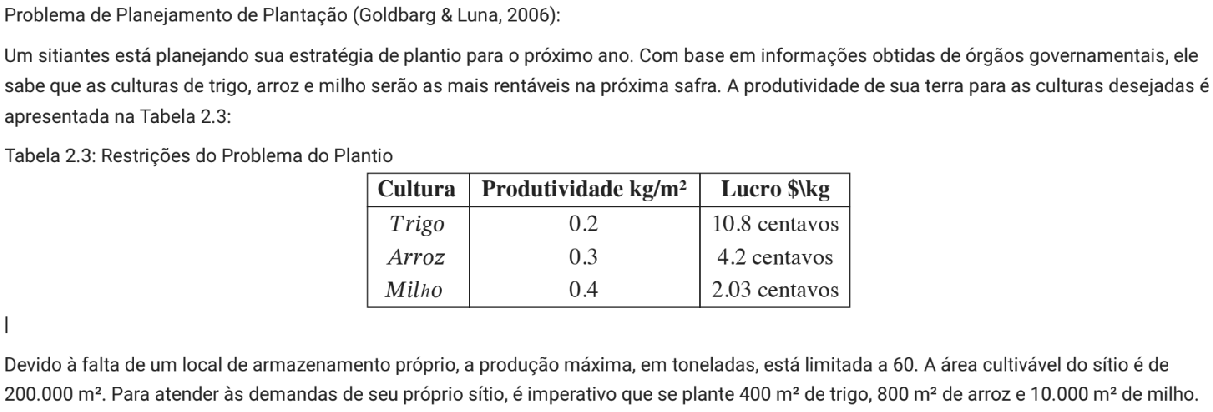 Problema de Planejamento de Plantação (Goldbarg & Luna, 2006):
Um sitiantes está planejando sua estratégia de plantio para o próximo ano. Com base em informações obtidas de órgãos governamentais, ele
sabe que as culturas de trigo, arroz e milho serão as mais rentáveis na próxima safra. A produtividade de sua terra para as culturas desejadas é
apresentada na Tabela 2.3:
Tabela 2.3: Restrições do Problema do Plantio
Cultura Produtividade kg/m² Lucro $\kg
Trigo 0.2 10.8 centavos
Arroz 0.3 4.2 centavos
Milho 0.4 2.03 centavos
Devido à falta de um local de armazenamento próprio, a produção máxima, em toneladas, está limitada a 60. A área cultivável do sítio é de
200.000 m². Para atender às demandas de seu próprio sítio, é imperativo que se plante 400 m² de trigo, 800 m² de arroz e 10.000 m² de milho.